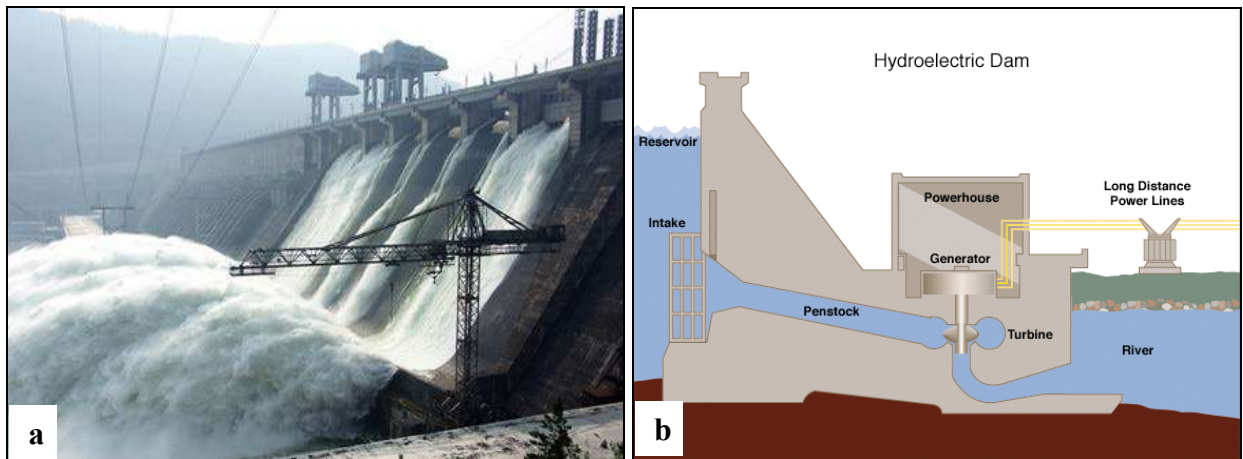 a
Hydroelectric Dam
Reservoir
Intake
Powerhouse
Generator
Long Distance
Power Lines
Penstock
Turbine
River
b